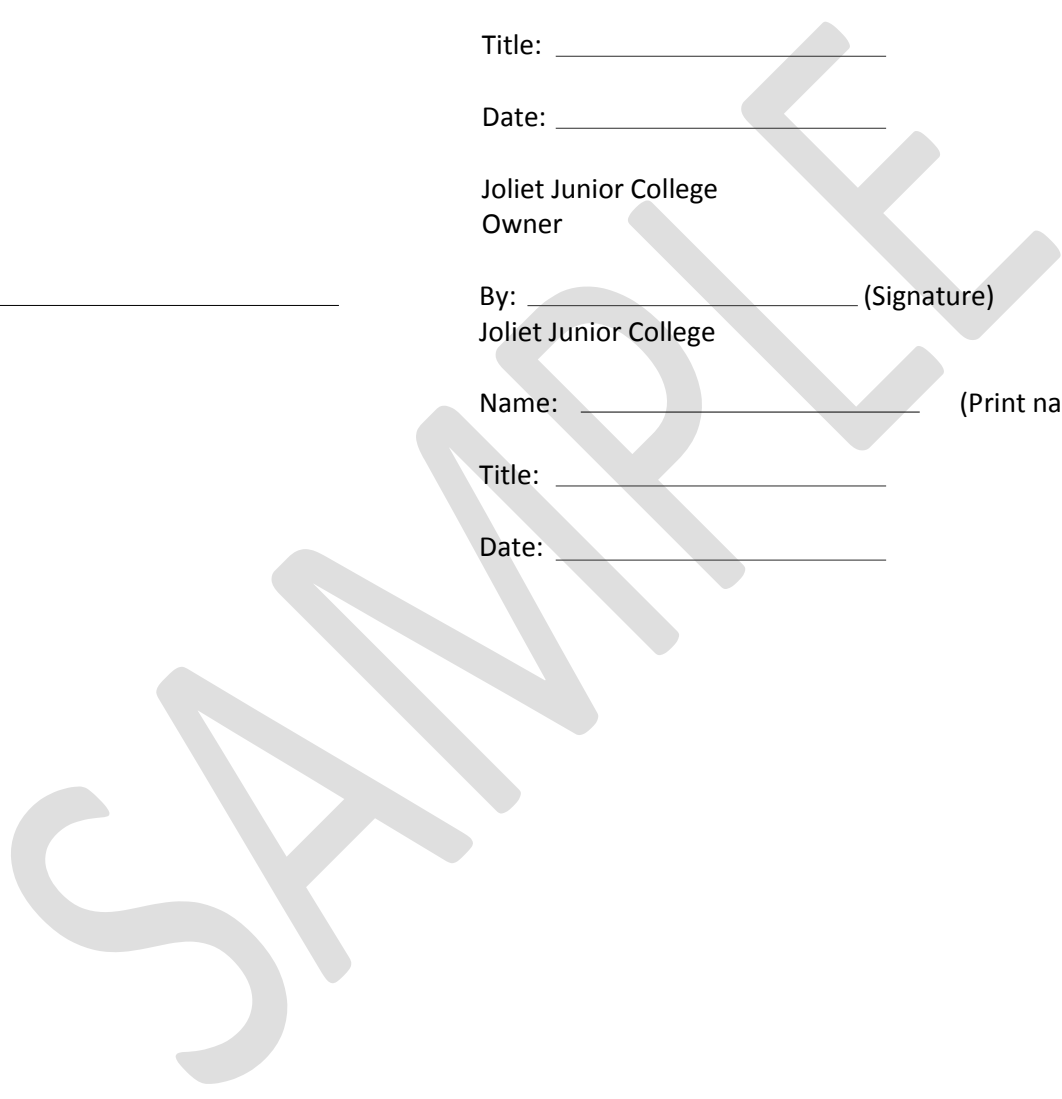 Title:
Date:
Joliet Junior College
Owner
By: (Signature)
Joliet Junior College
Name: (Print na
Title:
Date:
SAMPLE